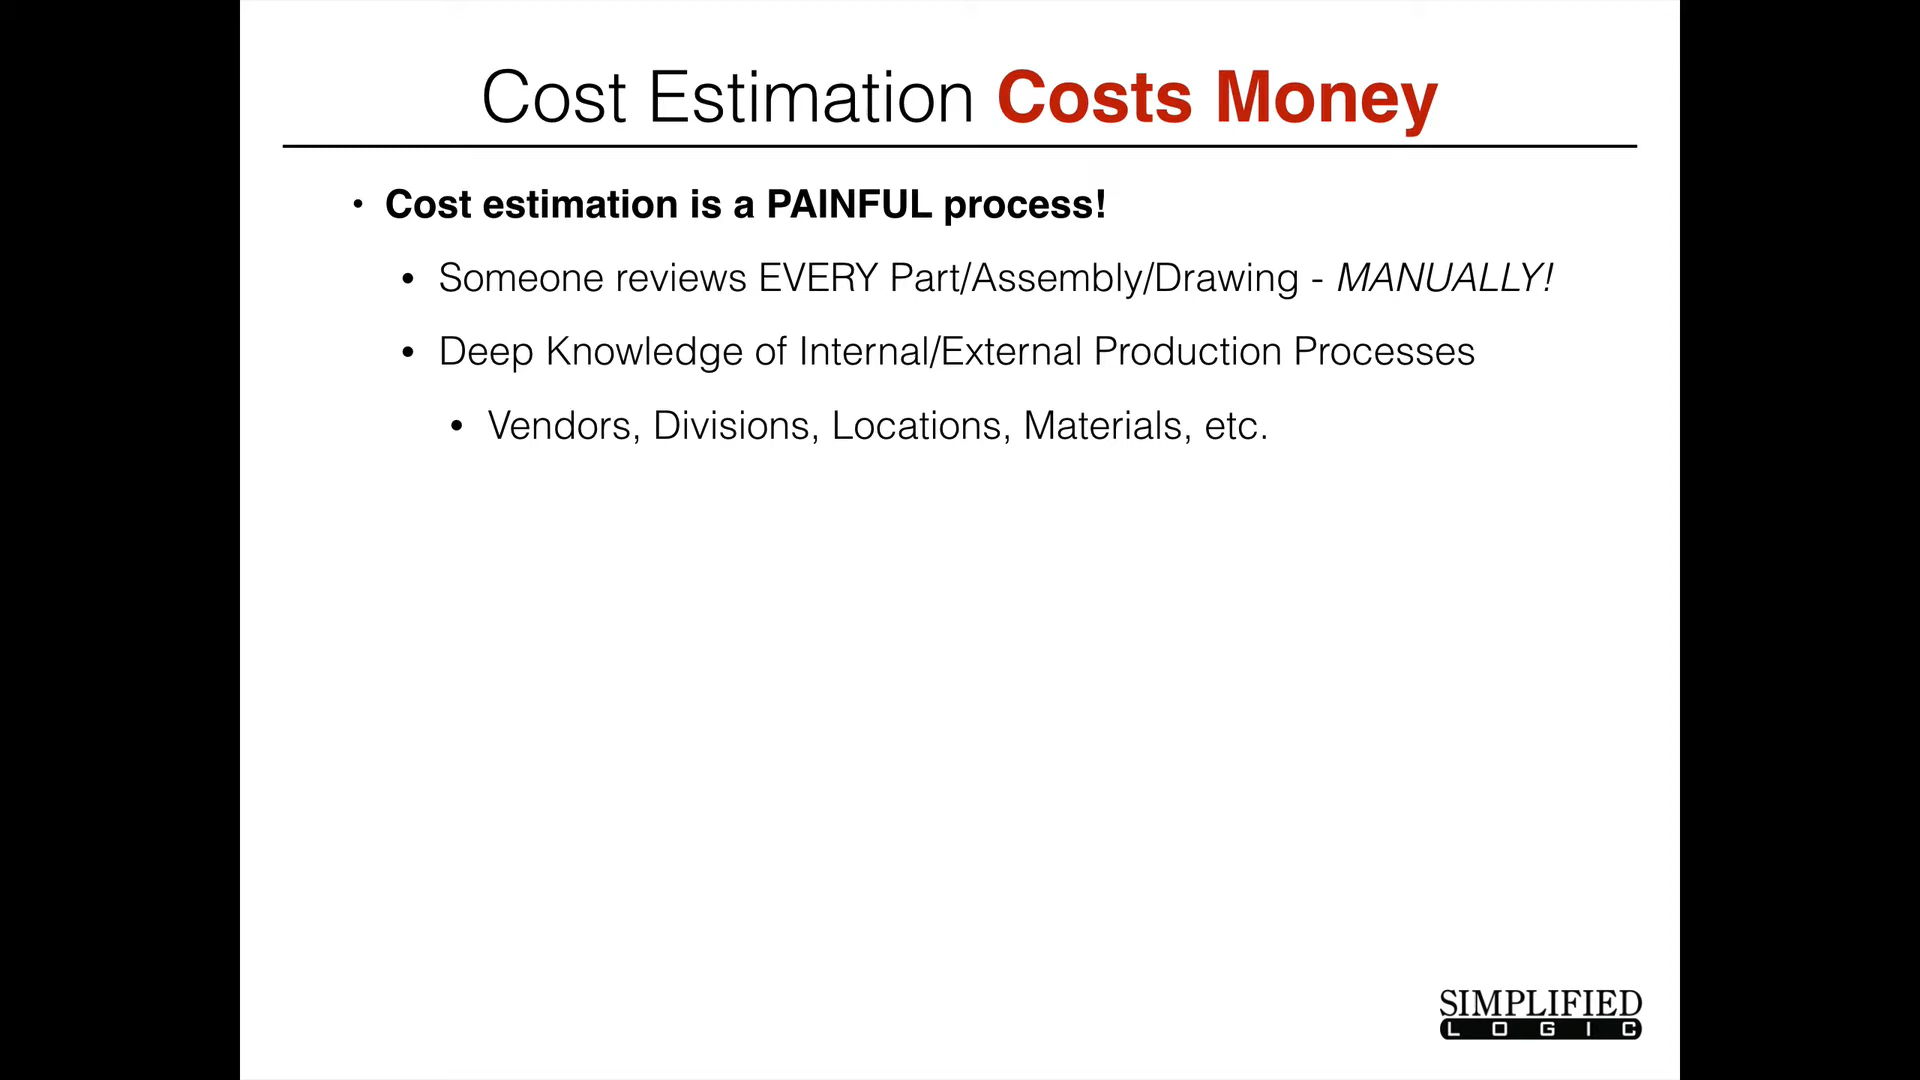 Cost Estimation Costs Money
• Cost estimation is a PAINFUL process!
• Someone reviews EVERY Part/Assembly/Drawing - MANUALLY!
• Deep Knowledge of Internal/External Production Processes
• Vendors, Divisions, Locations, Materials, etc.
SIMPLIFIED
LOGIC